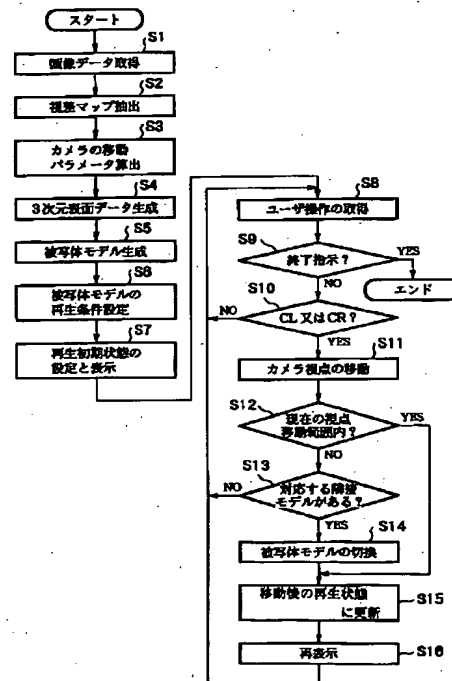 スタート
S1
画像データ取得
S2
視差マップ抽出
S3
カメラの移動
パラメータ算出
S4
3次元表面データ生成
S5
被写体モデル生成
S6
被写体モデルの
再生条件設定
S7
再生初期状態の
設定と表示
S8
ユーザ操作の取得
S9
終了指示?
YES
NO
エンド
S10
CL又はCR?
NO
YES
S11
カメラ視点の移動
S12
現在の視点
移動範囲内?
YES
NO
S13
対応する隣接
モデルがある?
NO
YES
S14
被写体モデルの切換
S15
移動後の再生状態
に更新
S16
再表示